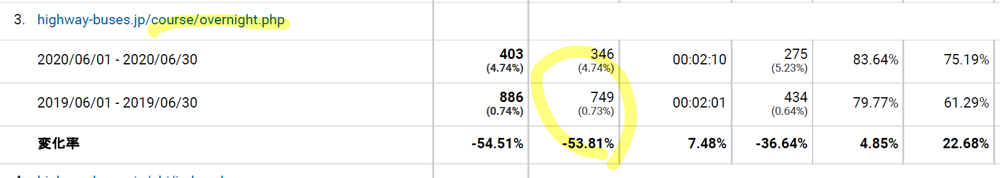 3. highway-buses.jp/course/overnight.php
2020/06/01 - 2020/06/30 403 346 00:02:10 275 83.64% 75.19%
(4.74%) (4.74%) (5.23%)
2019/06/01 - 2019/06/30 886 749 00:02:01 434 79.77% 61.29%
(0.74%) (0.73%) (0.64%)
変化率 -54.51% -53.81% 7.48% -36.64% 4.85% 22.68%